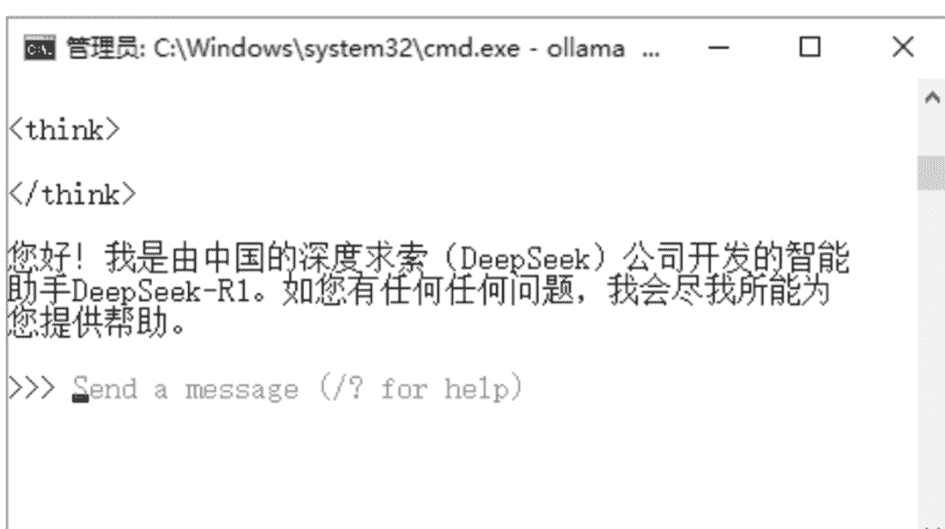 管理员: C:\Windows\system32\cmd.exe - ollama ...
<think>
</think>
您好！我是由中国的深度求索（DeepSeek）公司开发的智能
助手DeepSeek-R1。如您有任何任何问题，我会尽我所能为
您提供帮助。
>>> Send a message (/? for help)